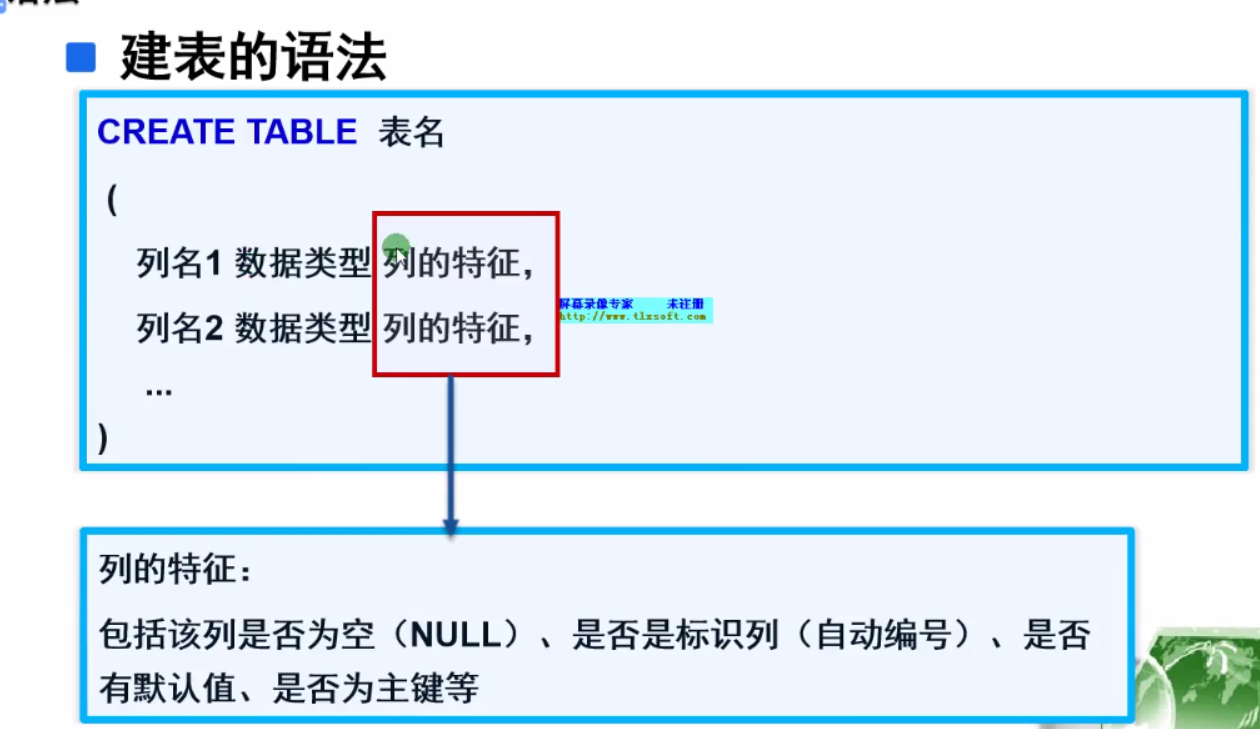 建表的语法
CREATE TABLE 表名
(
列名1 数据类型 列的特征，
列名2 数据类型 列的特征，
屏幕录像专家 未注册
http://www.tlxsoft.com
...
)
列的特征：
包括该列是否为空（NULL）、是否是标识列（自动编号）、是否
有默认值、是否为主键等